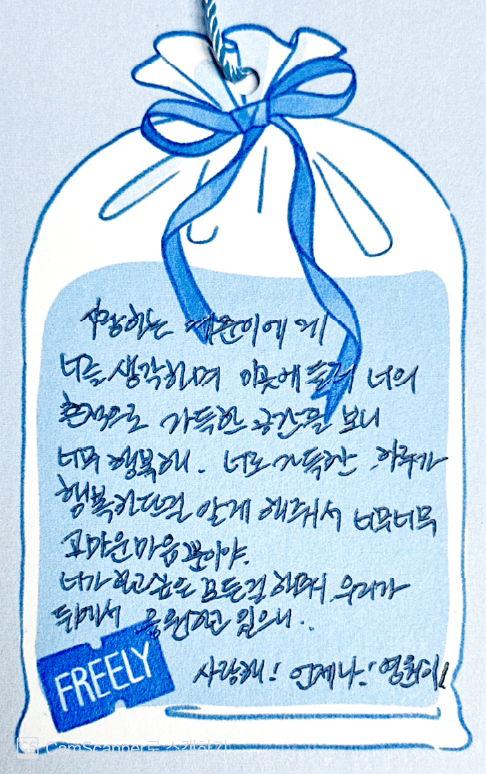 사랑하는 예준이에게
너를 생각하며 이곳에 들려 너의
흔적으로 가득한 공간을 보니
너무 행복해. 너로 가득한 하루가
행복하다는걸 알게 해줘서 너무너무
고마운마음뿐이야.
너가 하고싶은 모든걸 하면서 우리가
뒤에서 응원하고 있으니..
사랑해! 언제나! 영원히!
FREELY
CS CamScanner로 스캔하기